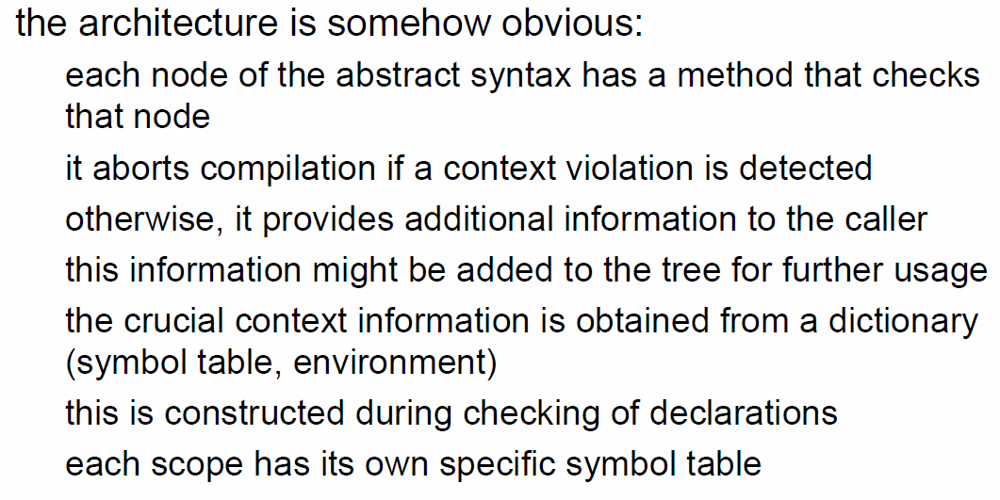 the architecture is somehow obvious:
each node of the abstract syntax has a method that checks
that node
it aborts compilation if a context violation is detected
otherwise, it provides additional information to the caller
this information might be added to the tree for further usage
the crucial context information is obtained from a dictionary
(symbol table, environment)
this is constructed during checking of declarations
each scope has its own specific symbol table